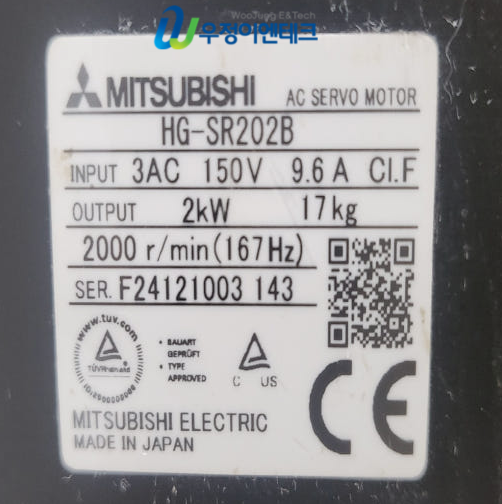 WooJung E&Tech
우정이엔테크
MITSUBISHI AC SERVO MOTOR
HG-SR202B
INPUT 3AC 150V 9.6 A CI.F
OUTPUT 2kW 17kg
2000 r/min(167Hz)
SER. F24121003 143
www.tuv.com
TÜVRheinland
BAUART
GEPRÜFT
TYPE
APPROVED
C US
CE
MITSUBISHI ELECTRIC
MADE IN JAPAN